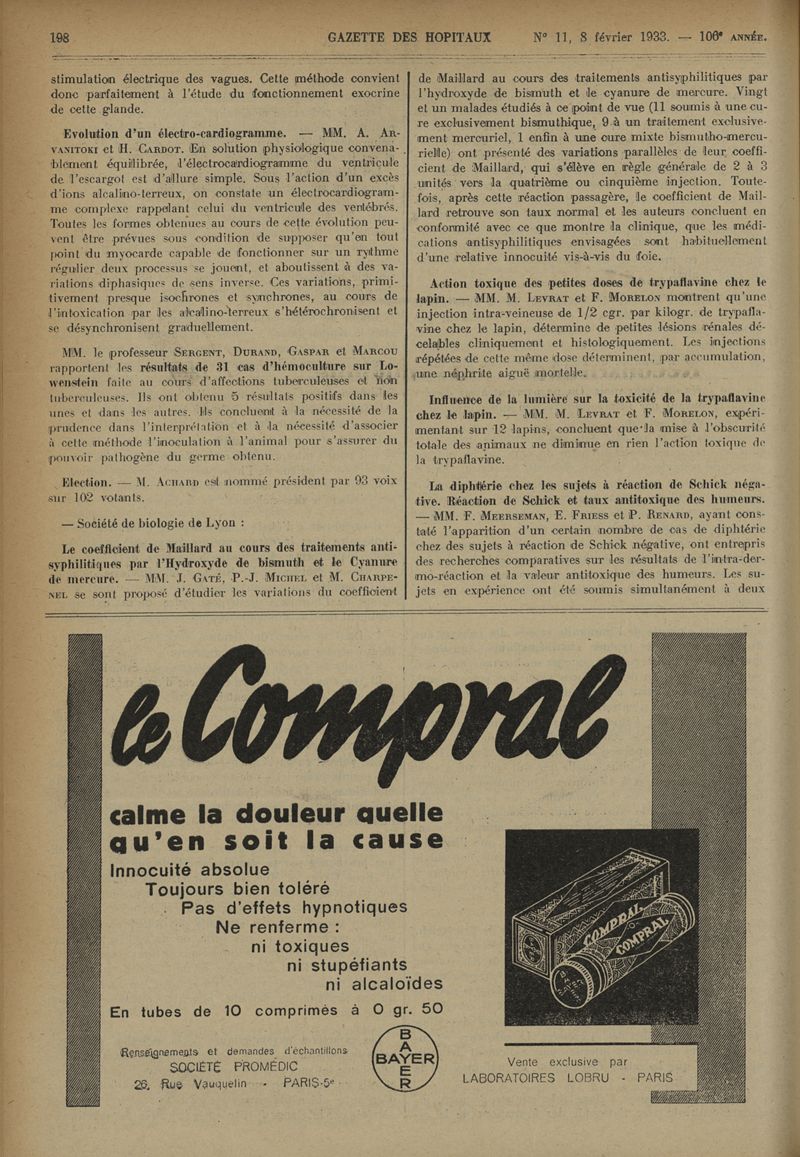 198
GAZETTE DES HOPITAUX
N° 11, 8 février 1933. — 106e ANNÉE.
stimulation électrique des vagues. Cette méthode convient
donc parfaitement à l'étude du fonctionnement exocrine
de cette glande.
Evolution d'un électro-cardiogramme. — MM. A. AR-
VANITOKI et H. CARDOT. En solution physiologique convena-
blement équilibrée, l'électrocardiogramme du ventricule
de l'escargot est d'allure simple. Sous l'action d'un excès
d'ions alcalino-terreux, on constate un électrocardiogram-
me complexe rappelant celui du ventricule des vertébrés.
Toutes les formes obtenues au cours de cette évolution peu-
vent être prévues sous condition de supposer qu'en tout
point du myocarde capable de fonctionner sur un rythme
régulier deux processus se jouent, et aboutissent à des va-
riations diphasiques de sens inverse. Ces variations, primi-
tivement presque isochrones et synchrones, au cours de
l'intoxication par les alcalino-terreux s'hétérochronisent et
se désynchronisent graduellement.
MM. le professeur SERGENT, DURAND, GASPAR et MARCOU
rapportent les résultats de 31 cas d'hémoculture sur Lo-
wenstein faite au cours d'affections tuberculeuses et non
tuberculeuses. Ils ont obtenu 5 résultats positifs dans les
unes et dans les autres. Ils concluent à la nécessité de la
prudence dans l'interprétation et à la nécessité d'associer
à cette méthode l'inoculation à l'animal pour s'assurer du
pouvoir pathogène du germe obtenu.
Election. — M. ACHARD est nommé président par 93 voix
sur 102 votants.
— Société de biologie de Lyon :
Le coefficient de Maillard au cours des traitements anti-
syphilitiques par l'Hydroxyde de bismuth et le Cyanure
de mercure. — MM. J. GATÉ, P.-J. MICHEL et M. CHARPE-
NEL se sont proposé d'étudier les variations du coefficient
de Maillard au cours des traitements antisyphilitiques par
l'hydroxyde de bismuth et le cyanure de mercure. Vingt
et un malades étudiés à ce point de vue (11 soumis à une cu-
re exclusivement bismuthique, 9 à un traitement exclusive-
ment mercuriel, 1 enfin à une cure mixte bismutho-mercu-
rielle) ont présenté des variations parallèles de leur coeffi-
cient de Maillard, qui s'élève en règle générale de 2 à 3
unités vers la quatrième ou cinquième injection. Toute-
fois, après cette réaction passagère, le coefficient de Mail-
lard retrouve son taux normal et les auteurs concluent en
conformité avec ce que montre la clinique, que les médi-
cations antisyphilitiques envisagées sont habituellement
d'une relative innocuité vis-à-vis du foie.
Action toxique des petites doses de trypaflavine chez le
lapin. — MM. M. LEVRAT et F. MORELON montrent qu'une
injection intra-veineuse de 1/2 cgr. par kilogr. de trypafla-
vine chez le lapin, détermine de petites lésions rénales dé-
celables cliniquement et histologiquement. Les injections
répétées de cette même dose déterminent, par accumulation,
une néphrite aiguë mortelle.
Influence de la lumière sur la toxicité de la trypaflavine
chez le lapin. — MM. M. LEVRAT et F. MORELON, expéri-
mentant sur 12 lapins, concluent que la mise à l'obscurité
totale des animaux ne diminue en rien l'action toxique de
la trypaflavine.
La diphtérie chez les sujets à réaction de Schick néga-
tive. Réaction de Schick et taux antitoxique des humeurs.
— MM. F. MEERSEMAN, E. FRIESS et P. RENARD, ayant cons-
taté l'apparition d'un certain nombre de cas de diphtérie
chez des sujets à réaction de Schick négative, ont entrepris
des recherches comparatives sur les résultats de l'intra-der-
mo-réaction et la valeur antitoxique des humeurs. Les su-
jets en expérience ont été soumis simultanément à deux
le Compral
calme la douleur quelle
qu'en soit la cause
Innocuité absolue
Toujours bien toléré
Pas d'effets hypnotiques
Ne renferme :
ni toxiques
ni stupéfiants
ni alcaloïdes
En tubes de 10 comprimés à 0 gr. 50
COMPRAL
COMPRAL
Renseignements et demandes d'échantillons
SOCIÉTÉ PROMÉDIC
26, Rue Vauquelin - PARIS-5e
BAYER
BAYER
Vente exclusive par
LABORATOIRES LOBRU - PARIS